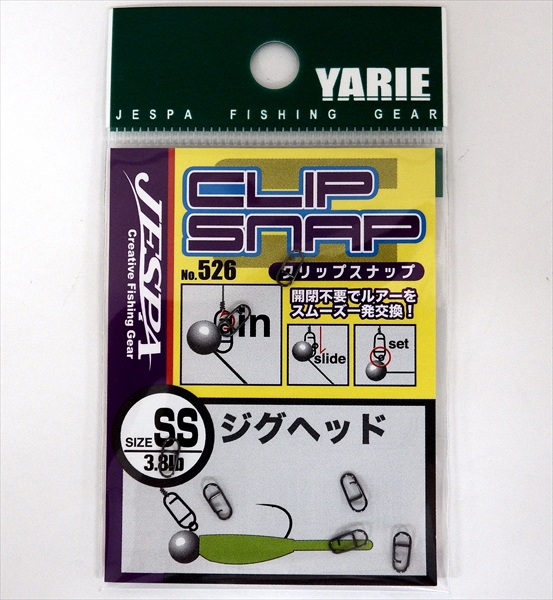 YARIE
JESPA FISHING GEAR
JESPA
Creative Fishing Gear
CLIP
SNAP
No.526
クリップスナップ
開閉不要でルアーを
スムーズ一発交換！
in
slide
set
SIZE SS
3.8lb
ジグヘッド